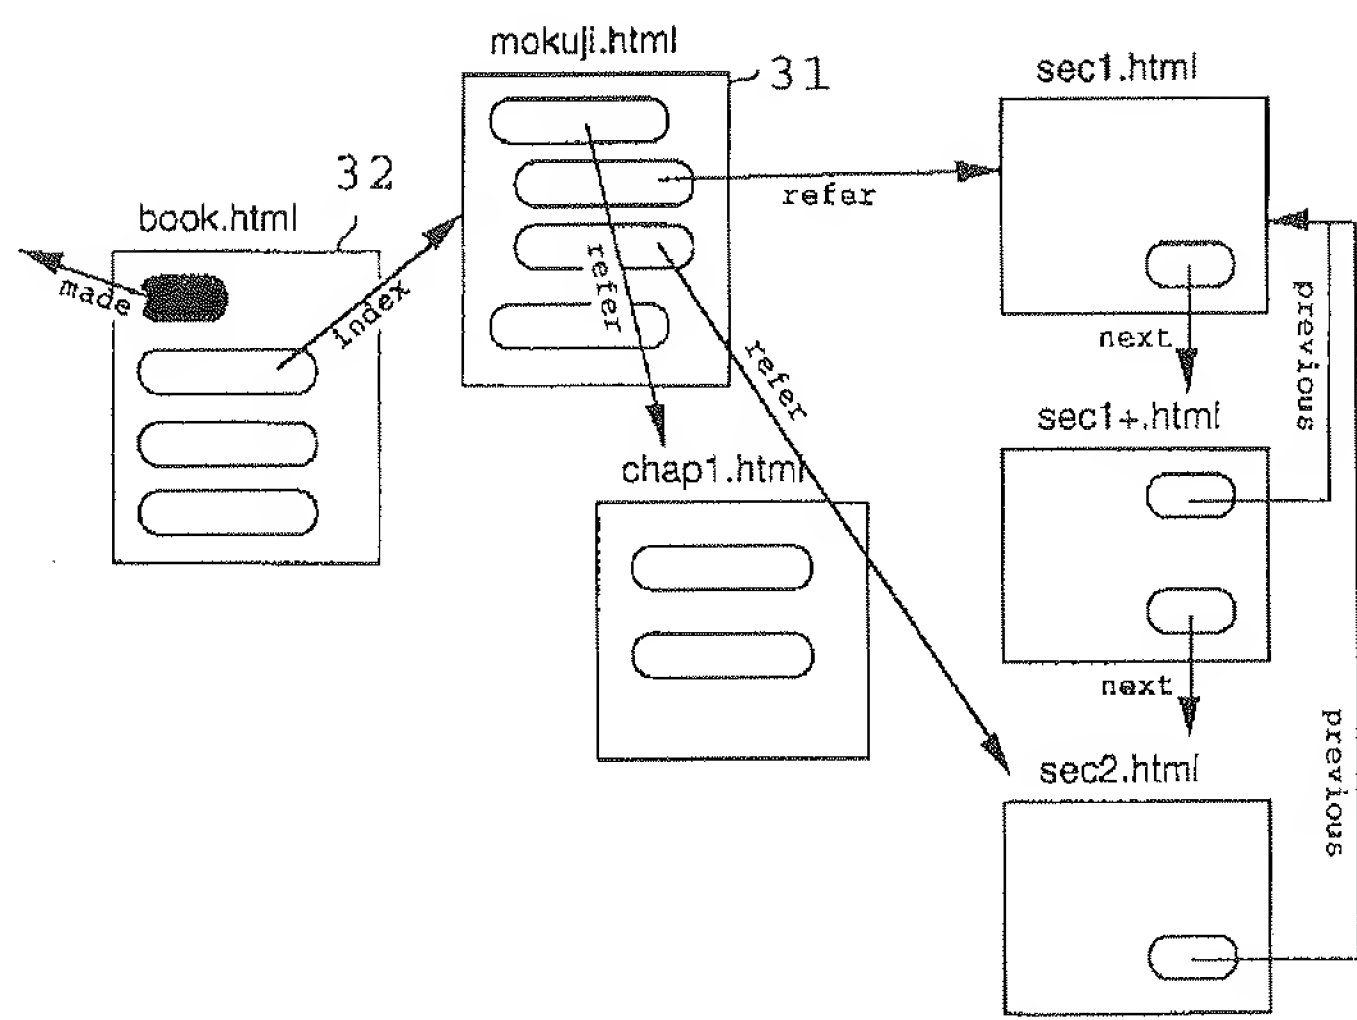 mokuji.html
31
sec1.html
32
book.html
refer
made
index
refer
refer
next
previous
sec1+.html
chap1.html
next
sec2.html
previous